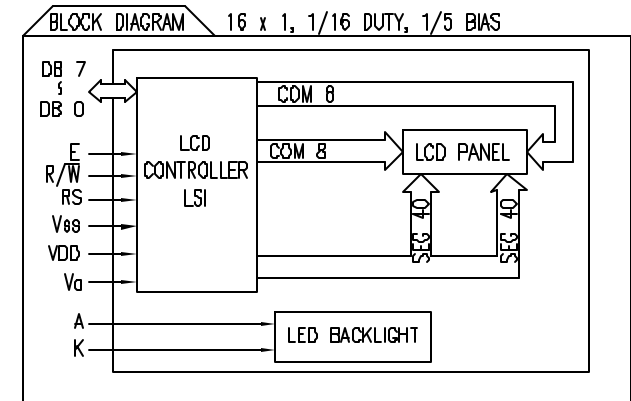 BLOCK DIAGRAM 16 x 1, 1/16 DUTY, 1/5 BIAS
DB 7
DB 0
E
R/W
RS
Vss
VDD
Vo
LCD
CONTROLLER
LSI
COM 8
COM 8
LCD PANEL
SEG 40
SEG 40
A
K
LED BACKLIGHT